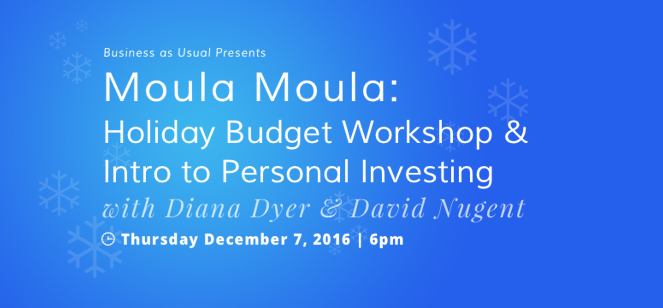 Business as Usual Presents
Moula Moula:
Holiday Budget Workshop &
Intro to Personal Investing
with Diana Dyer & David Nugent
Thursday December 7, 2016 | 6pm